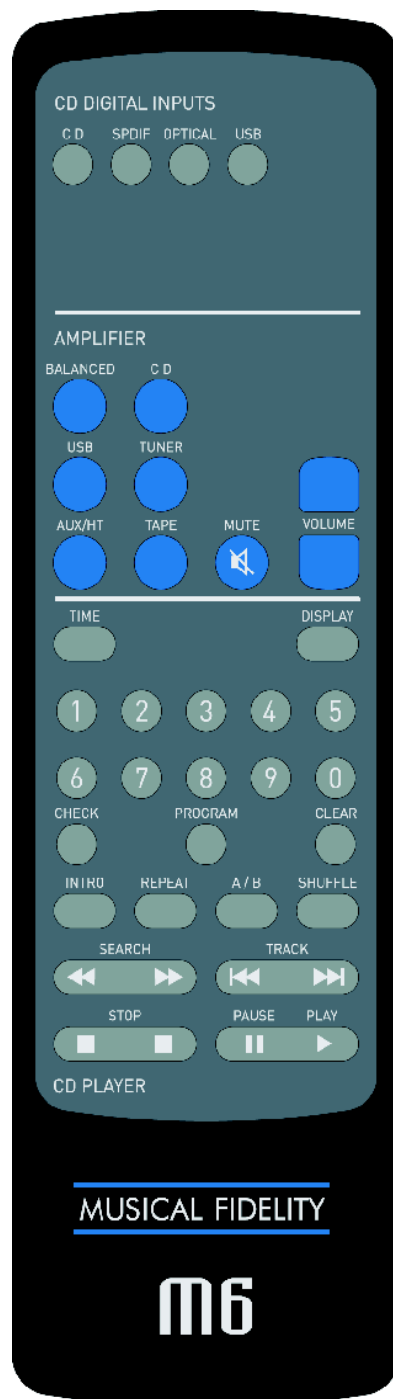 CD DIGITAL INPUTS
CD SPDIF OPTICAL USB
AMPLIFIER
BALANCED CD
USB TUNER
AUX/HT TAPE MUTE VOLUME
TIME DISPLAY
1 2 3 4 5
6 7 8 9 0
CHECK PROGRAM CLEAR
INTRO REPEAT A / B SHUFFLE
SEARCH TRACK
STOP PAUSE PLAY
CD PLAYER
MUSICAL FIDELITY
M6